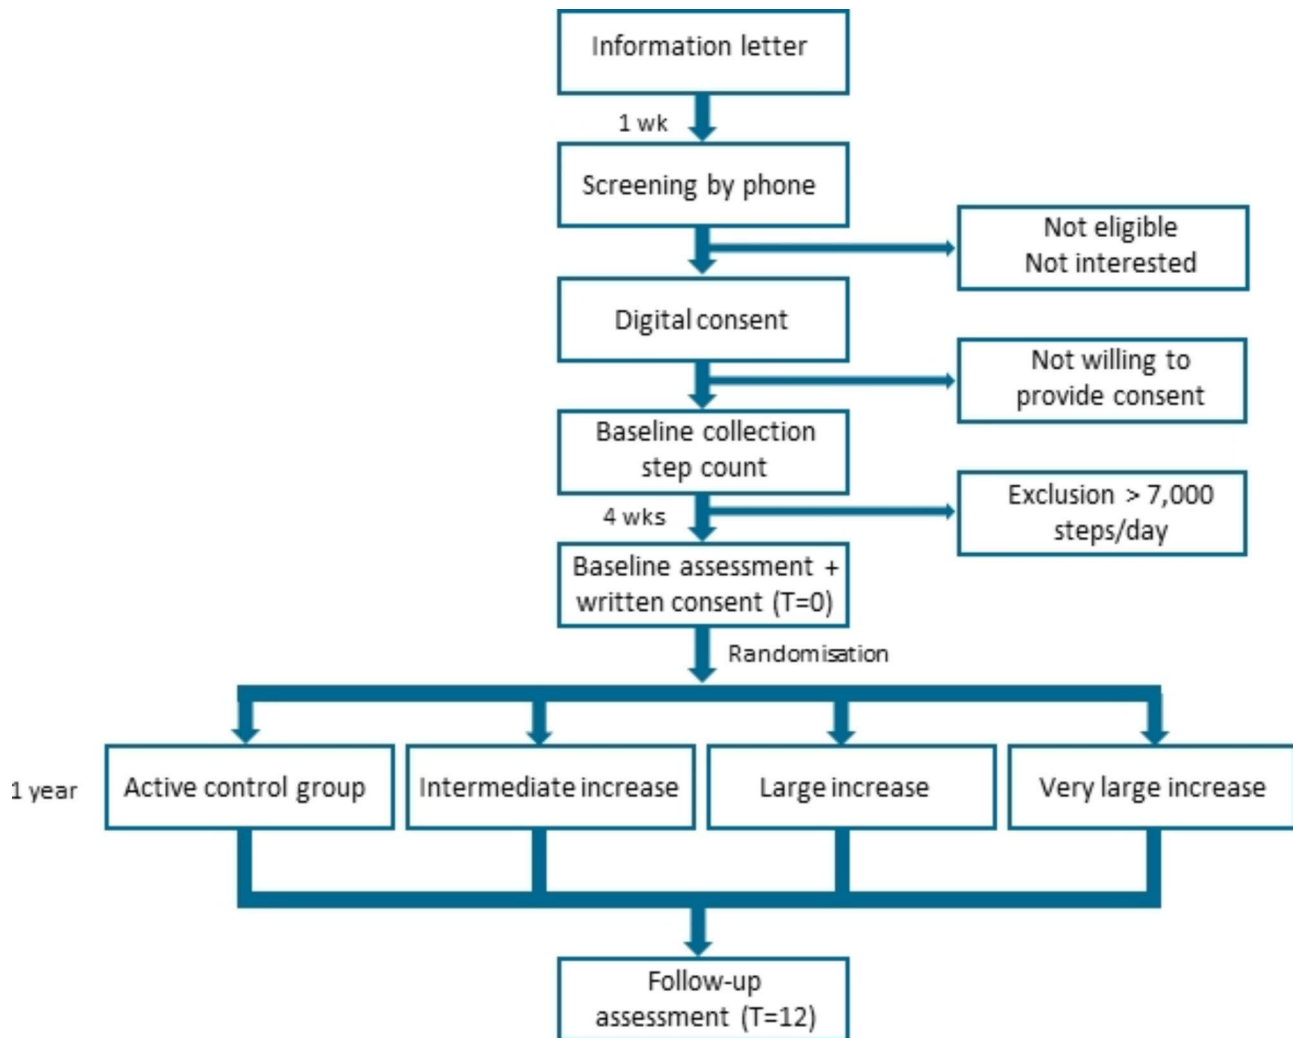 Information letter
1 wk
Screening by phone
Not eligible
Not interested
Digital consent
Not willing to
provide consent
Baseline collection
step count
4 wks
Exclusion > 7,000
steps/day
Baseline assessment +
written consent (T=0)
Randomisation
1 year
Active control group
Intermediate increase
Large increase
Very large increase
Follow-up
assessment (T=12)